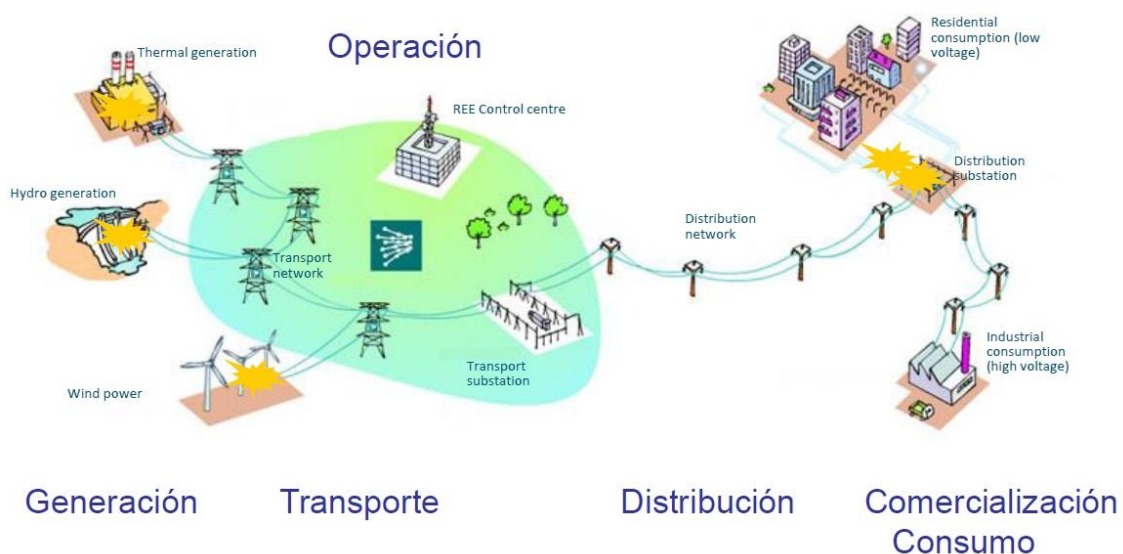 Operación
Thermal generation
REE Control centre
Residential
consumption (low
voltage)
Hydro generation
Distribution
substation
Distribution
network
Transport
network
Industrial
consumption
(high voltage)
Transport
substation
Wind power
Generación
Transporte
Distribución
Comercialización
Consumo